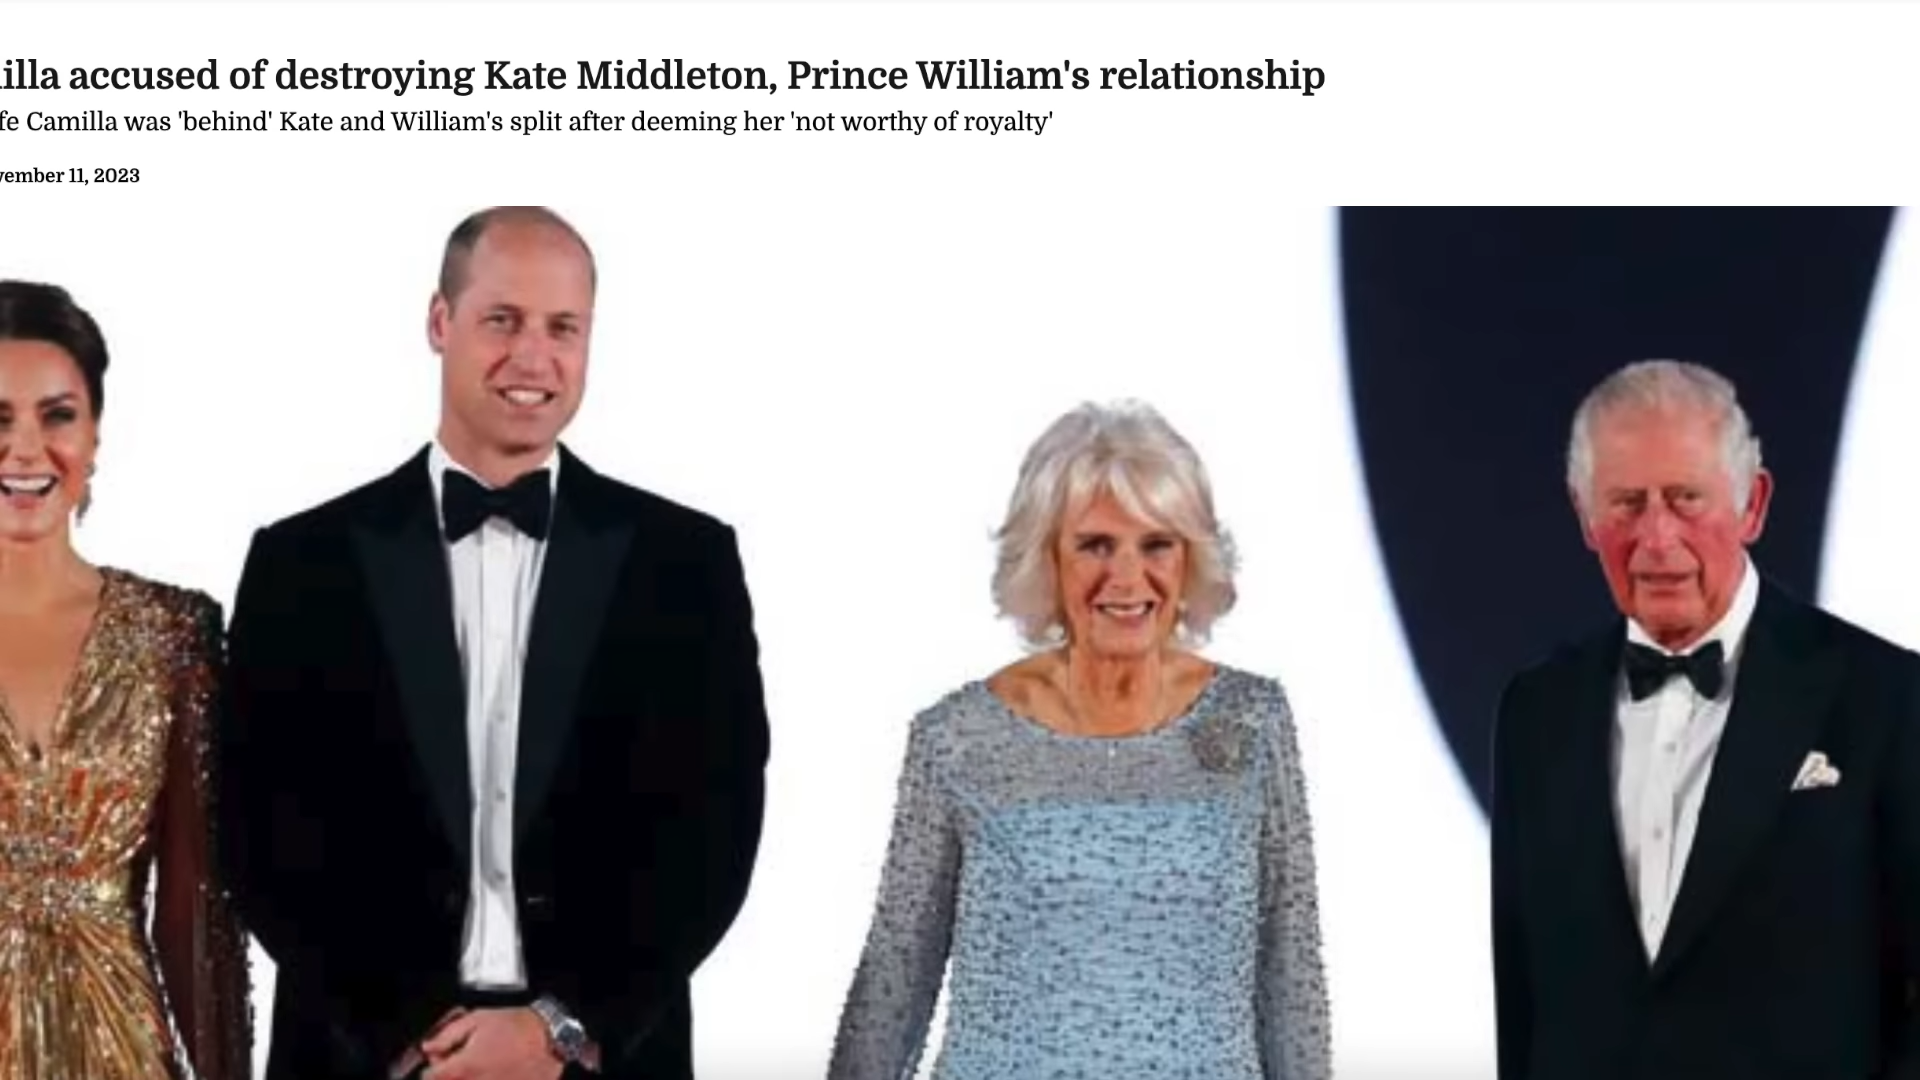 illa accused of destroying Kate Middleton, Prince William's relationship
fe Camilla was 'behind' Kate and William's split after deeming her 'not worthy of royalty'
vember 11, 2023